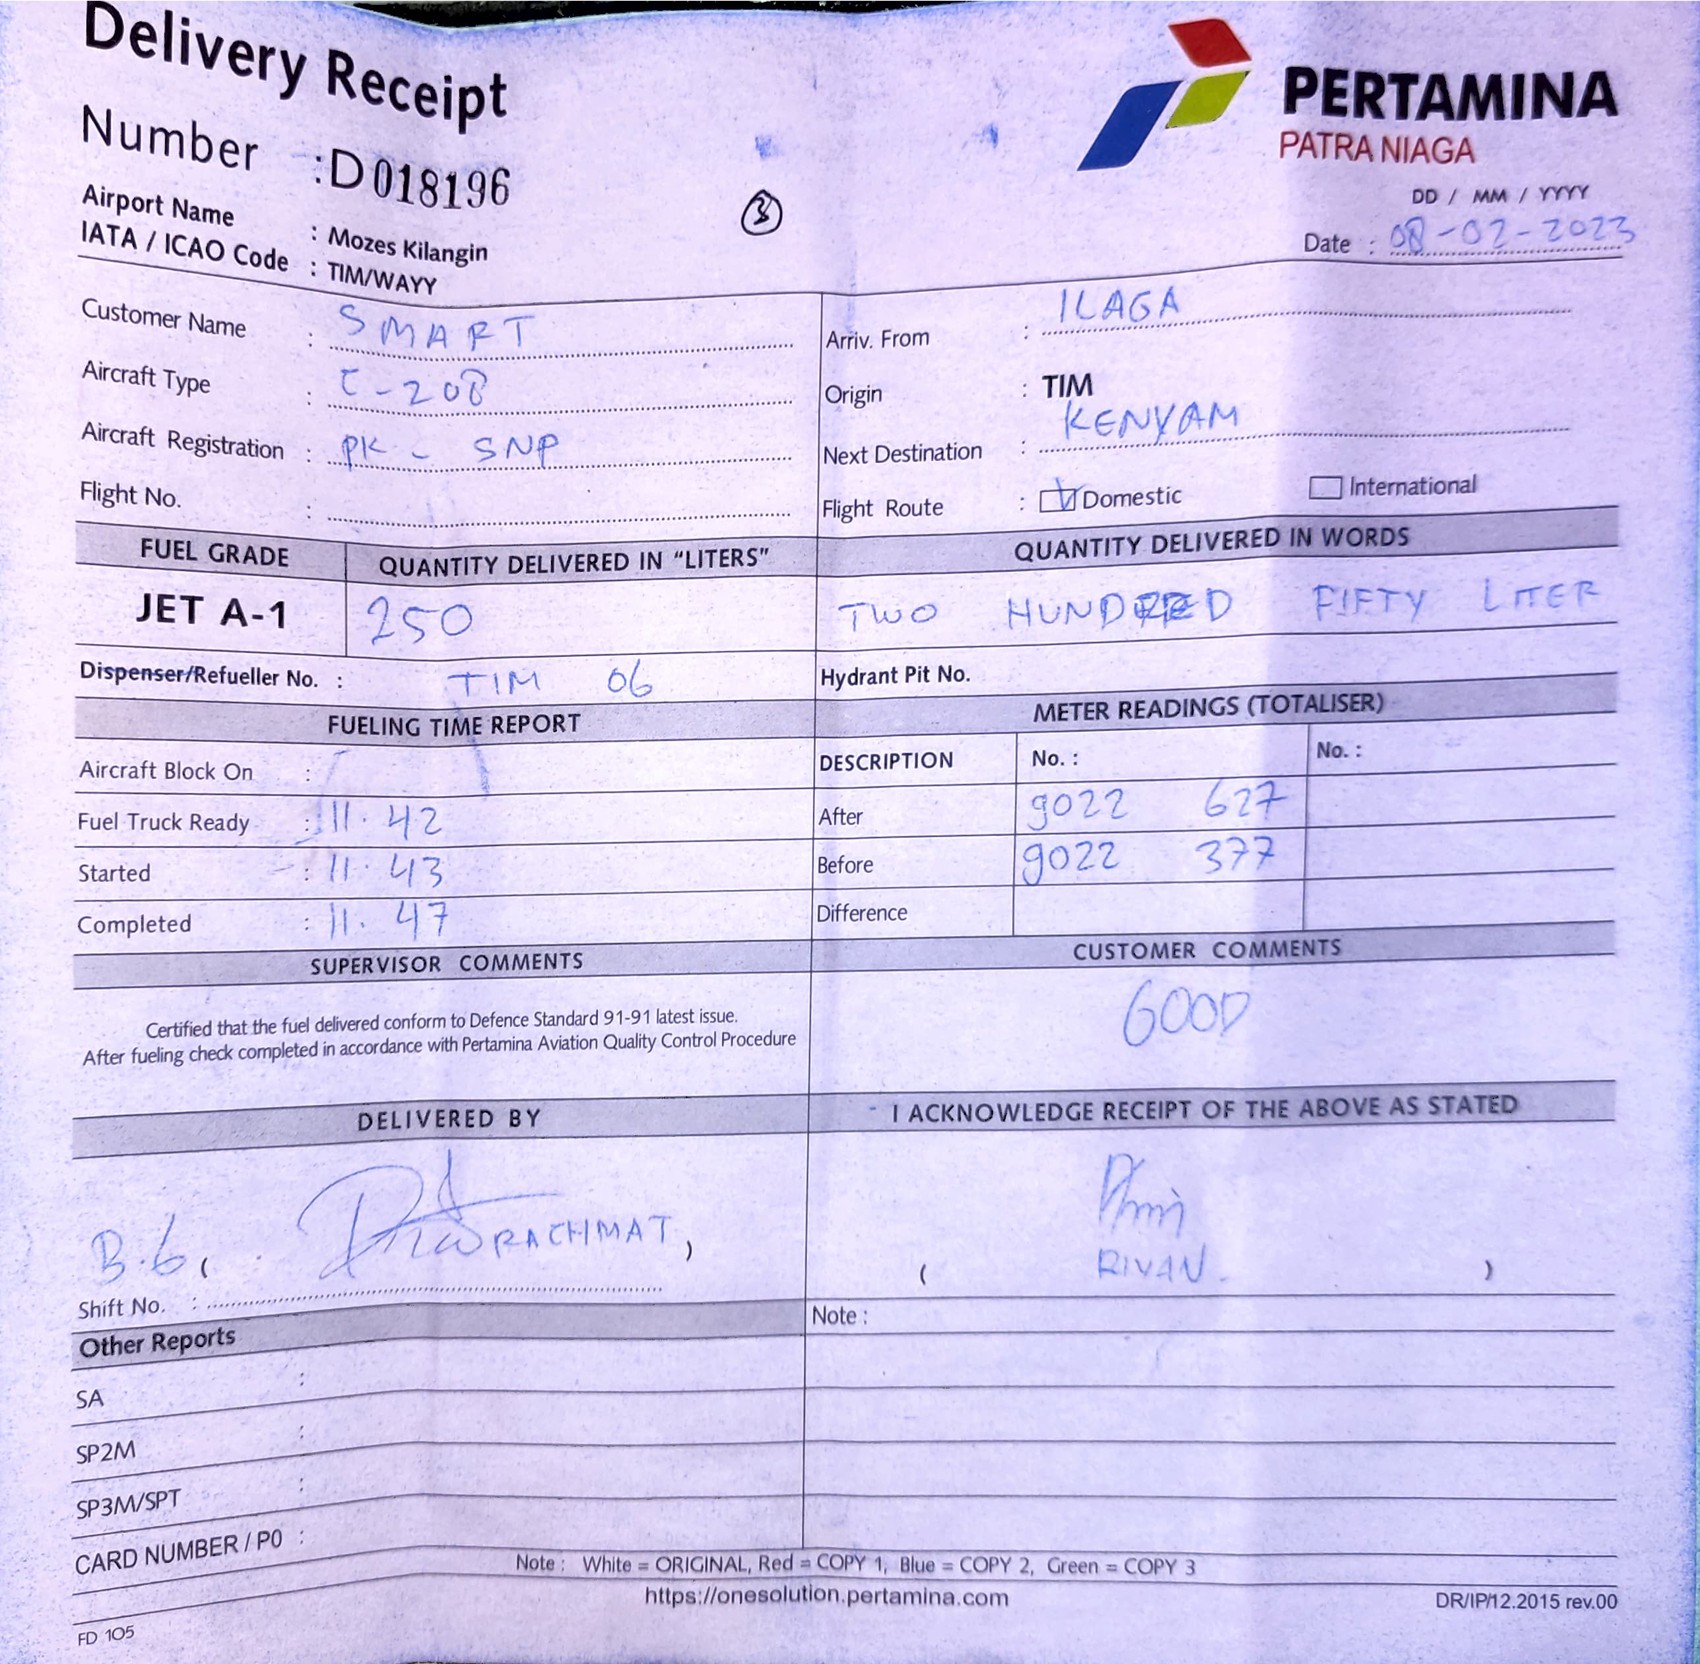 Delivery Receipt
PERTAMINA
PATRA NIAGA
Number :D018196
3
DD / MM / YYYY
Date : 08-02-2023
Airport Name : Mozes Kilangin
IATA / ICAO Code : TIM/WAYY
Customer Name : SMART
Arriv. From : ILAGA
Aircraft Type : C-208
Origin : TIM
Aircraft Registration : PK - SNP
Next Destination : KENYAM
Flight No. :
Flight Route : Domestic International
FUEL GRADE QUANTITY DELIVERED IN "LITERS" QUANTITY DELIVERED IN WORDS
JET A-1 250 TWO HUNDRED FIFTY LITER
Dispenser/Refueller No. : TIM 06 Hydrant Pit No.
FUELING TIME REPORT METER READINGS (TOTALISER)
Aircraft Block On : DESCRIPTION No. : No. :
Fuel Truck Ready : 11.42 After 9022 627
Started : 11.43 Before 9022 377
Completed : 11.47 Difference
SUPERVISOR COMMENTS CUSTOMER COMMENTS
GOOD
Certified that the fuel delivered conform to Defence Standard 91-91 latest issue.
After fueling check completed in accordance with Pertamina Aviation Quality Control Procedure
DELIVERED BY I ACKNOWLEDGE RECEIPT OF THE ABOVE AS STATED
B.6 ( RACHMAT )
( RIVAN. )
Shift No. :
Note :
Other Reports
SA :
SP2M :
SP3M/SPT :
CARD NUMBER / P0 :
Note : White = ORIGINAL, Red = COPY 1, Blue = COPY 2, Green = COPY 3
https://onesolution.pertamina.com
DR/IP/12.2015 rev.00
FD 105